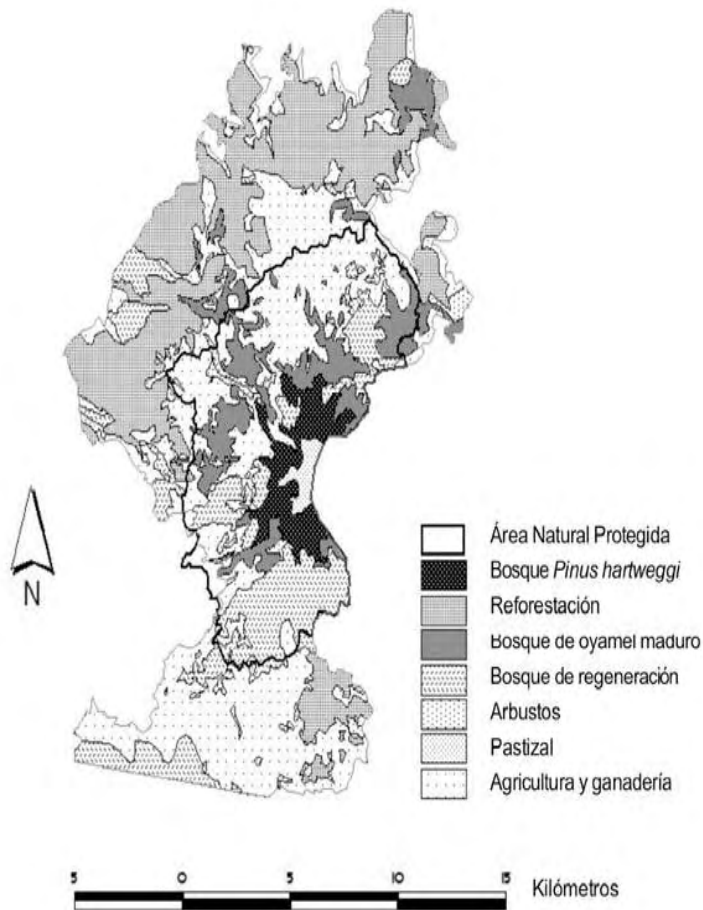 N
Área Natural Protegida
Bosque Pinus hartweggi
Reforestación
Bosque de oyamel maduro
Bosque de regeneración
Arbustos
Pastizal
Agricultura y ganadería
5 0 5 10 15 Kilómetros